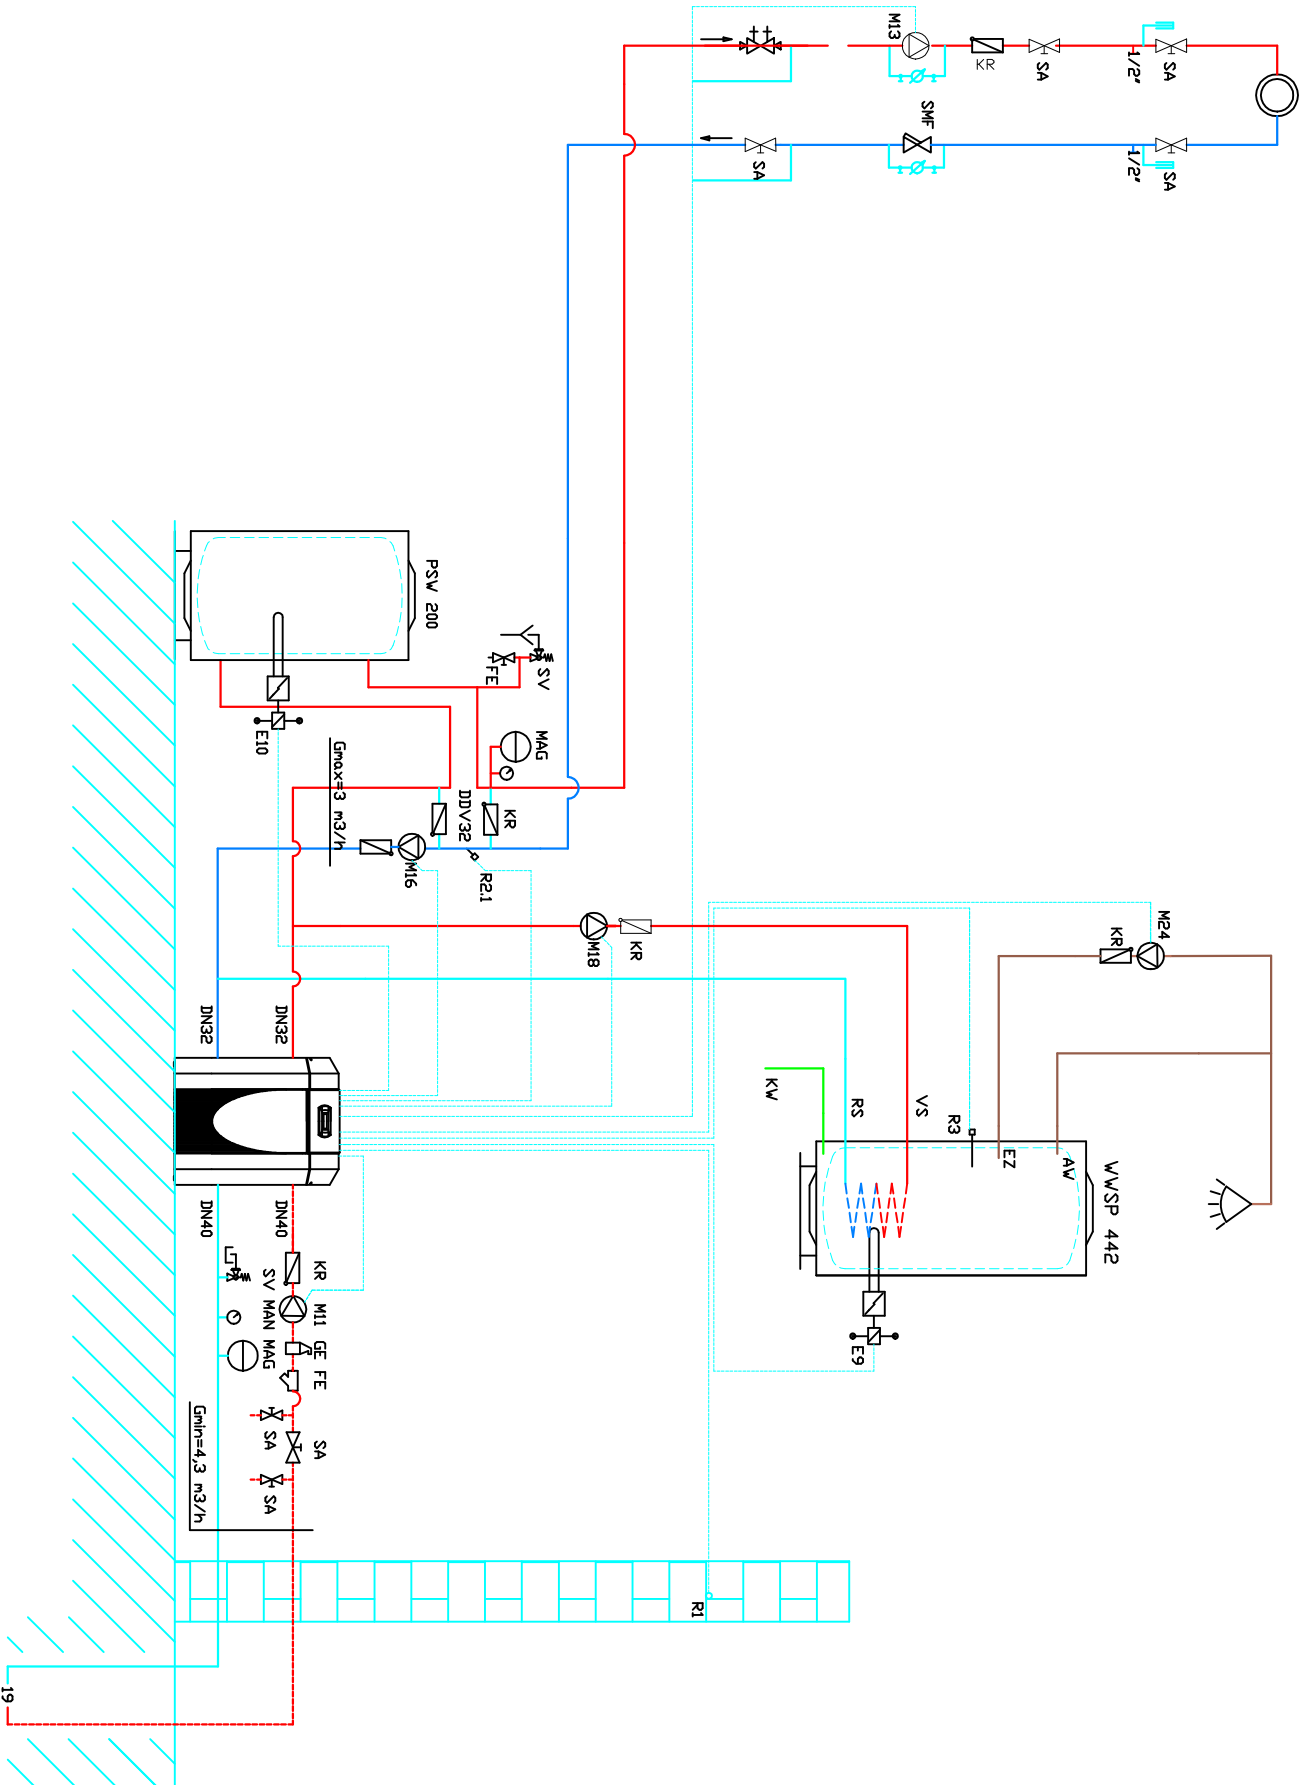 SA
SA
M24
1/2"
1/2"
KR
WWSP 442
AW
SA
EZ
KR
R3
SMF
VS
M13
RS
E9
KW
SA
R1
KR
M18
SV
MAG
KR
FE
R2.1
DDV32
PSW 200
M16
Gmax=3 m3/h
KR M11 GE FE SA
DN32 DN40
SV MAN MAG SA SA
E10
DN32 DN40
Gmin=4,3 m3/h
19